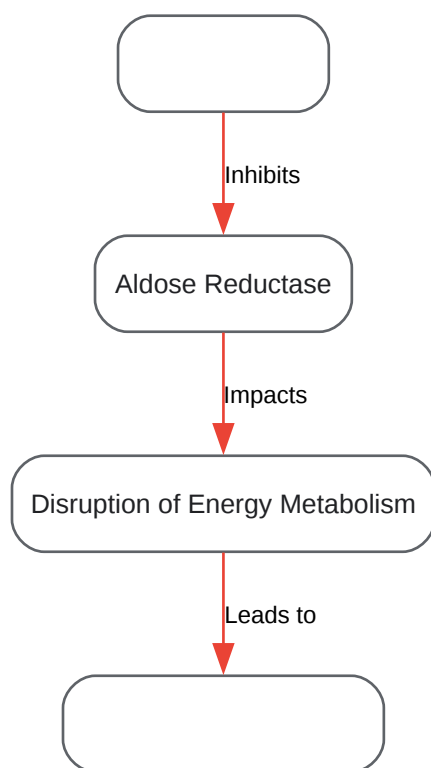 Inhibits
Aldose Reductase
Impacts
Disruption of Energy Metabolism
Leads to